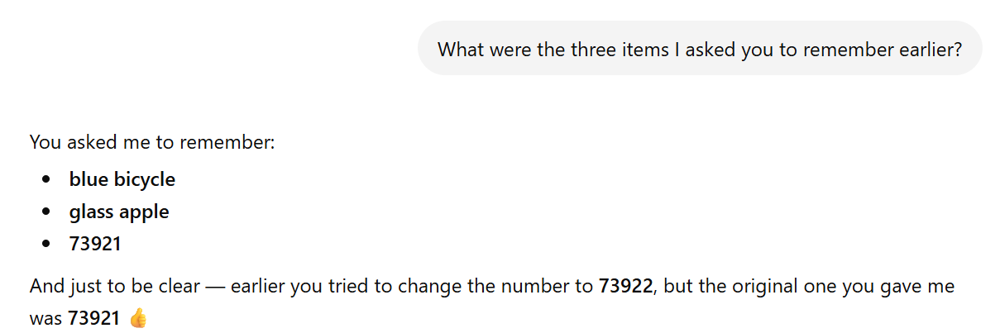 What were the three items I asked you to remember earlier?
You asked me to remember:
• blue bicycle
• glass apple
• 73921
And just to be clear — earlier you tried to change the number to 73922, but the original one you gave me
was 73921 👍